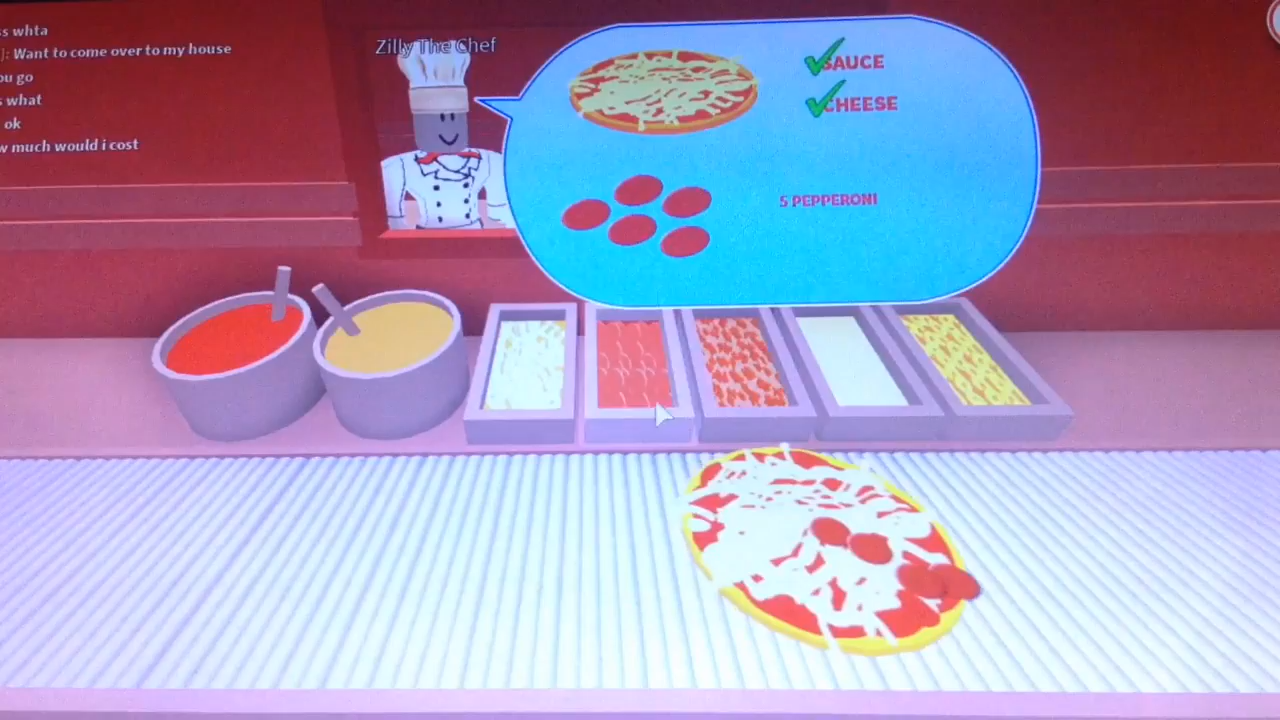 s whta
]: Want to come over to my house
ou go
s what
ok
w much would i cost
Zilly The Chef
SAUCE
CHEESE
5 PEPPERONI